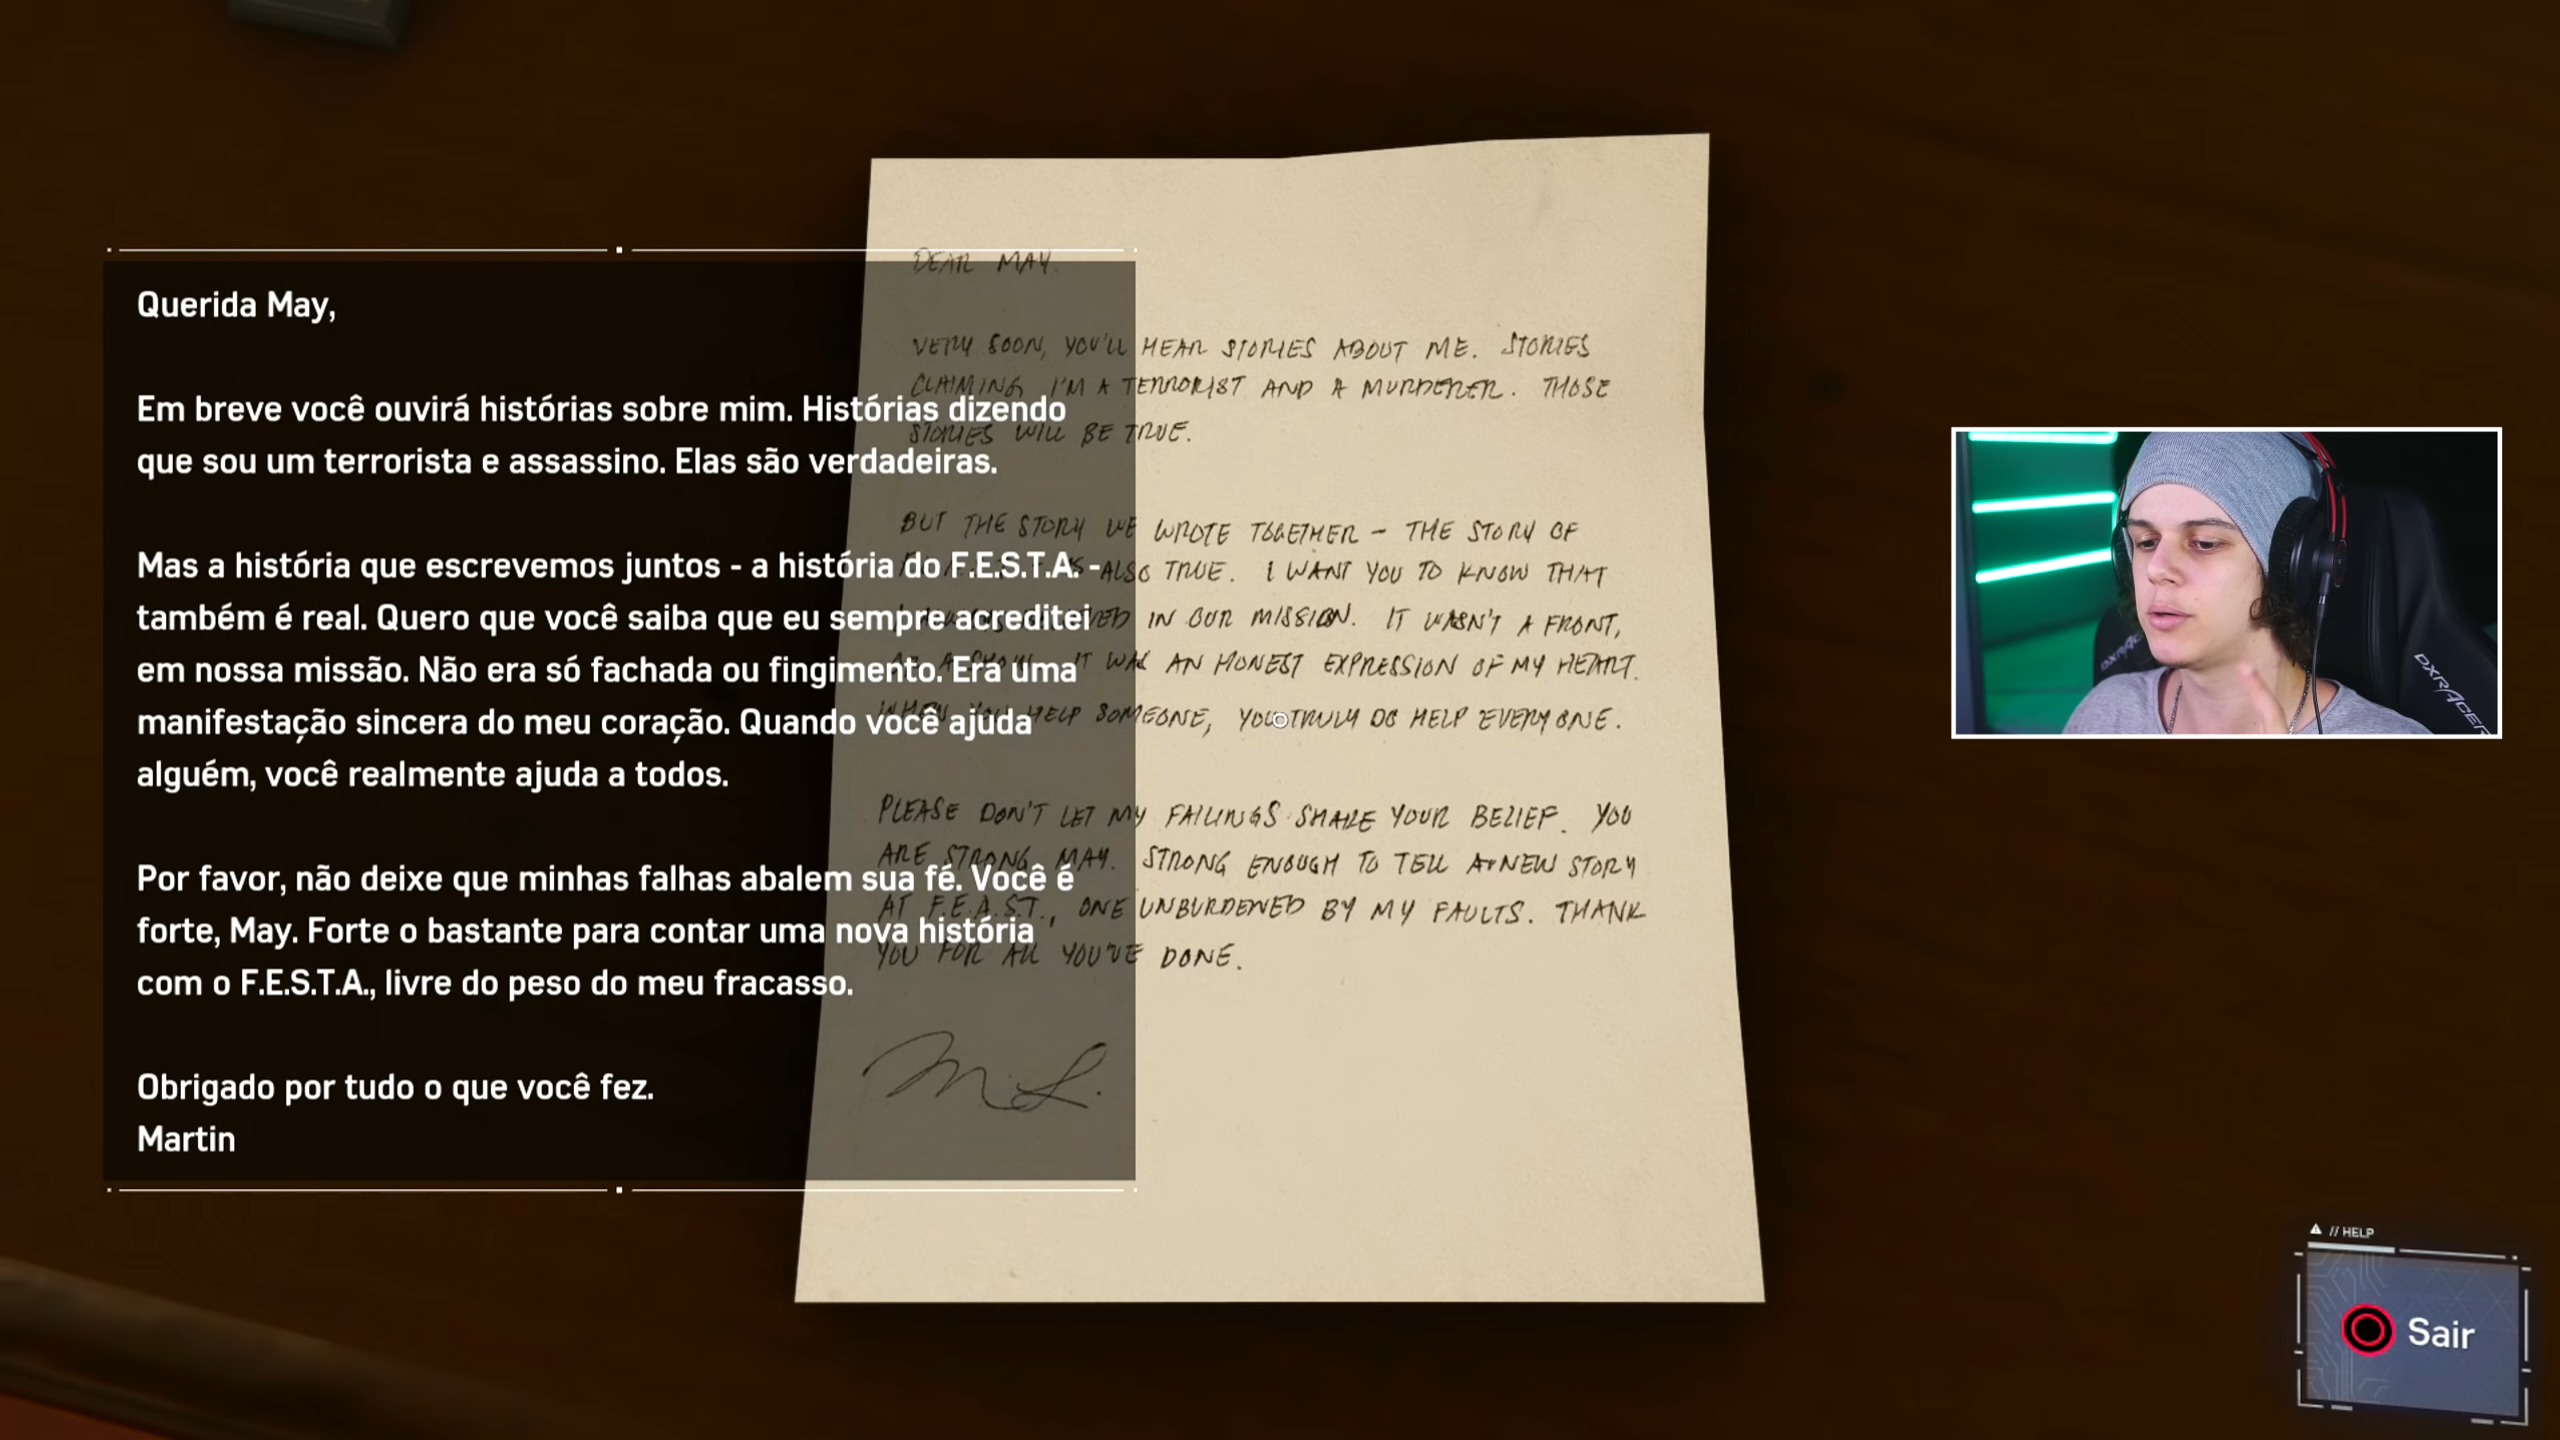 Querida May,
Em breve você ouvirá histórias sobre mim. Histórias dizendo
que sou um terrorista e assassino. Elas são verdadeiras.
Mas a história que escrevemos juntos - a história do F.E.S.T.A. -
também é real. Quero que você saiba que eu sempre acreditei
em nossa missão. Não era só fachada ou fingimento. Era uma
manifestação sincera do meu coração. Quando você ajuda
alguém, você realmente ajuda a todos.
Por favor, não deixe que minhas falhas abalem sua fé. Você é
forte, May. Forte o bastante para contar uma nova história
com o F.E.S.T.A., livre do peso do meu fracasso.
Obrigado por tudo o que você fez.
Martin
DEAR MAY.
VERY SOON, YOU'LL HEAR STORIES ABOUT ME. STORIES
CLAIMING I'M A TERRORIST AND A MURDERER. THOSE
STORIES WILL BE TRUE.
BUT THE STORY WE WROTE TOGETHER - THE STORY OF
ALSO TRUE. I WANT YOU TO KNOW THAT
IN OUR MISSION. IT WASN'T A FRONT,
IT WAS AN HONEST EXPRESSION OF MY HEART.
WHEN YOU HELP SOMEONE, YOU TRULY DO HELP EVERYONE.
PLEASE DON'T LET MY FAILINGS SHAKE YOUR BELIEF. YOU
ARE STRONG, MAY. STRONG ENOUGH TO TELL A NEW STORY
AT F.E.A.S.T., ONE UNBURDENED BY MY FAULTS. THANK
YOU FOR ALL YOU'VE DONE.
M.L.
DXRACER
// HELP
Sair